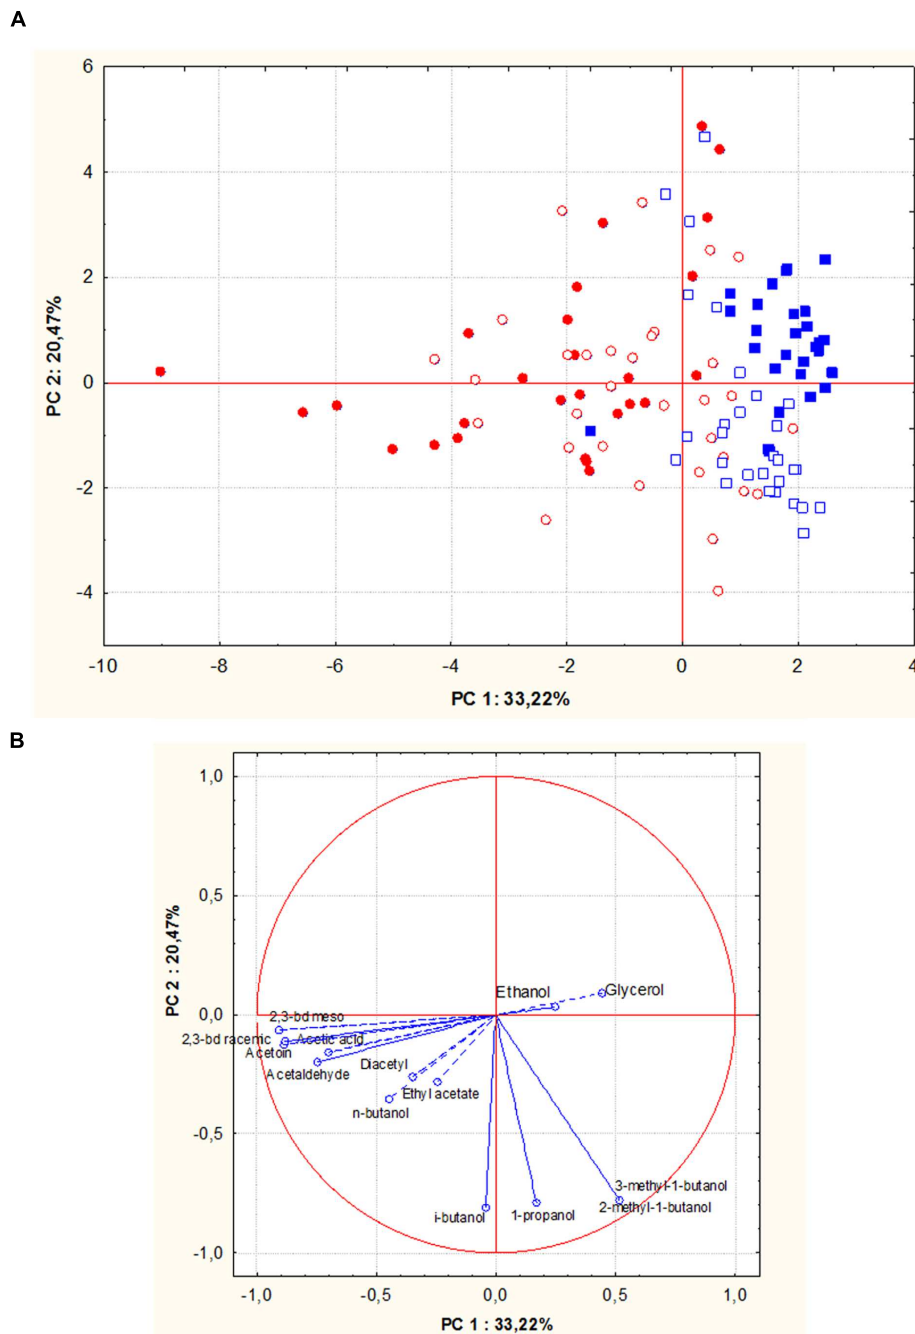 A
6
4
2
0
-2
-4
PC 2: 20,47%
-10 -8 -6 -4 -2 0 2 4
PC 1: 33,22%
B
1,0
0,5
0,0
-0,5
-1,0
PC 2 : 20,47%
Ethanol
Glycerol
2,3-bd meso
2,3-bd racemic
Acetic acid
Acetoin
Acetaldehyde
Diacetyl
Ethyl acetate
n-butanol
3-methyl-1-butanol
2-methyl-1-butanol
i-butanol
1-propanol
-1,0 -0,5 0,0 0,5 1,0
PC 1 : 33,22%